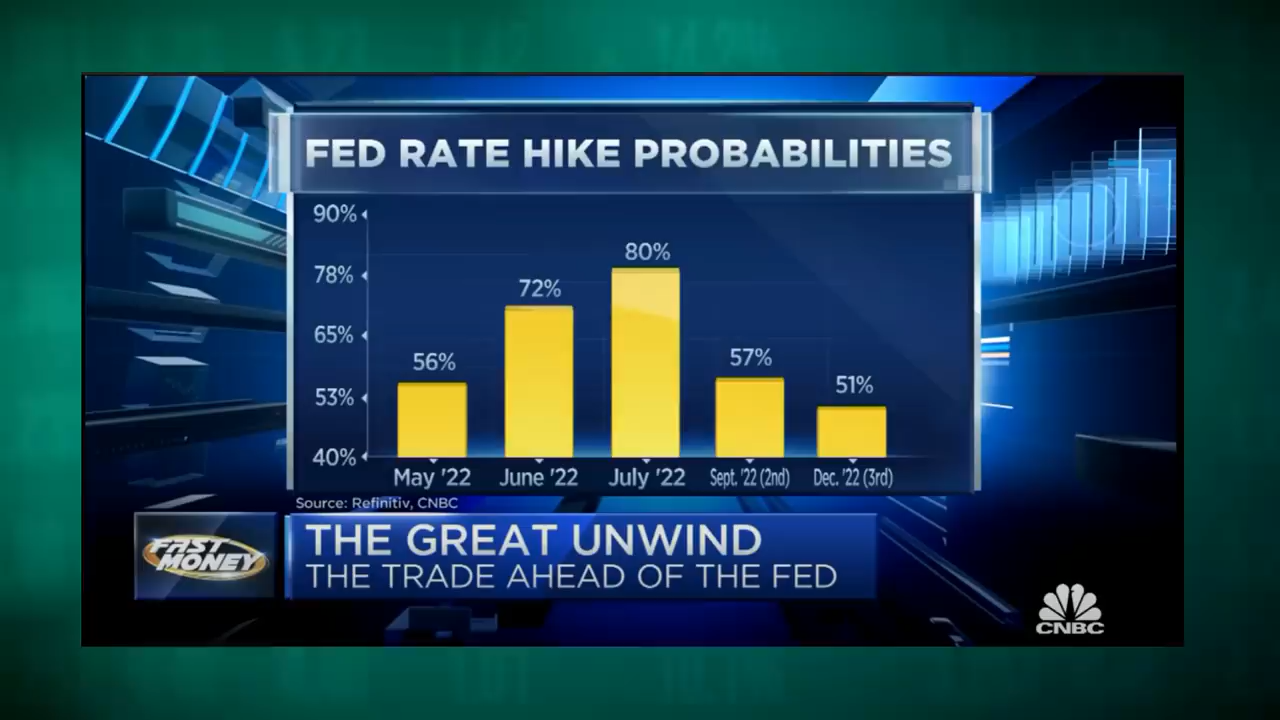 FED RATE HIKE PROBABILITIES
90%
78%
65%
53%
40%
56%
72%
80%
57%
51%
May '22
June '22
July '22
Sept. '22 (2nd)
Dec. '22 (3rd)
Source: Refinitiv, CNBC
FAST
MONEY
THE GREAT UNWIND
THE TRADE AHEAD OF THE FED
CNBC